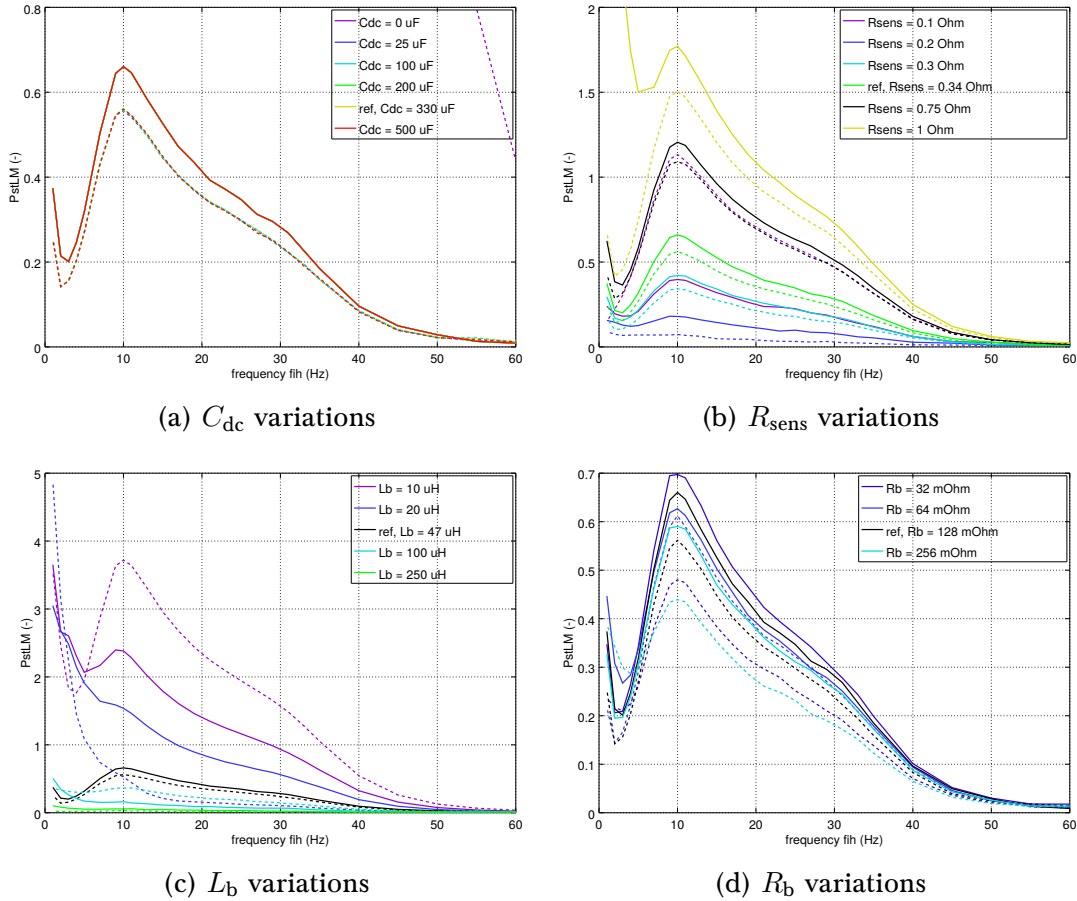 0.8
0.6
0.4
0.2
0
0
10
20
30
40
50
60
PstLM (-)
frequency fih (Hz)
Cdc = 0 uF
Cdc = 25 uF
Cdc = 100 uF
Cdc = 200 uF
ref, Cdc = 330 uF
Cdc = 500 uF
(a) C_dc variations
2
1.5
1
0.5
0
0
10
20
30
40
50
60
PstLM (-)
frequency fih (Hz)
Rsens = 0.1 Ohm
Rsens = 0.2 Ohm
Rsens = 0.3 Ohm
ref, Rsens = 0.34 Ohm
Rsens = 0.75 Ohm
Rsens = 1 Ohm
(b) R_sens variations
5
4
3
2
1
0
0
10
20
30
40
50
60
PstLM (-)
frequency fih (Hz)
Lb = 10 uH
Lb = 20 uH
ref, Lb = 47 uH
Lb = 100 uH
Lb = 250 uH
(c) L_b variations
0.7
0.6
0.5
0.4
0.3
0.2
0.1
0
0
10
20
30
40
50
60
PstLM (-)
frequency fih (Hz)
Rb = 32 mOhm
Rb = 64 mOhm
ref, Rb = 128 mOhm
Rb = 256 mOhm
(d) R_b variations